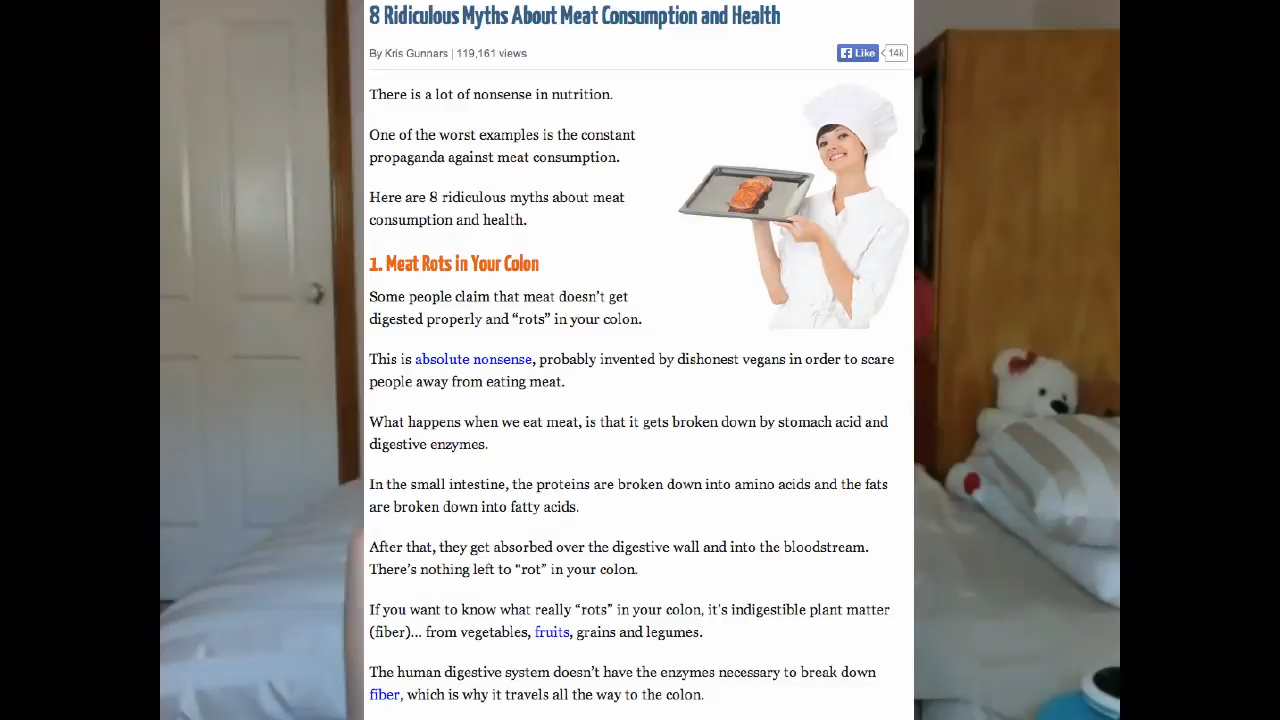 8 Ridiculous Myths About Meat Consumption and Health
By Kris Gunnars | 119,161 views
Like
14k
There is a lot of nonsense in nutrition.
One of the worst examples is the constant
propaganda against meat consumption.
Here are 8 ridiculous myths about meat
consumption and health.
1. Meat Rots in Your Colon
Some people claim that meat doesn't get
digested properly and "rots" in your colon.
This is absolute nonsense, probably invented by dishonest vegans in order to scare
people away from eating meat.
What happens when we eat meat, is that it gets broken down by stomach acid and
digestive enzymes.
In the small intestine, the proteins are broken down into amino acids and the fats
are broken down into fatty acids.
After that, they get absorbed over the digestive wall and into the bloodstream.
There's nothing left to "rot" in your colon.
If you want to know what really "rots" in your colon, it's indigestible plant matter
(fiber)... from vegetables, fruits, grains and legumes.
The human digestive system doesn't have the enzymes necessary to break down
fiber, which is why it travels all the way to the colon.